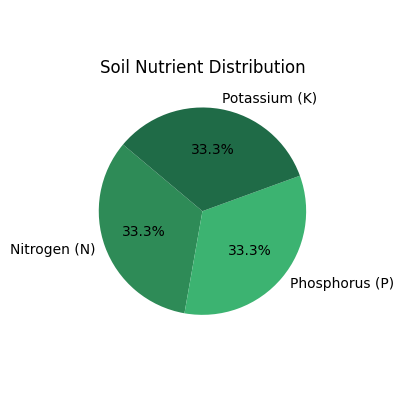 Soil Nutrient Distribution
Potassium (K)
33.3%
Nitrogen (N)
33.3%
33.3%
Phosphorus (P)